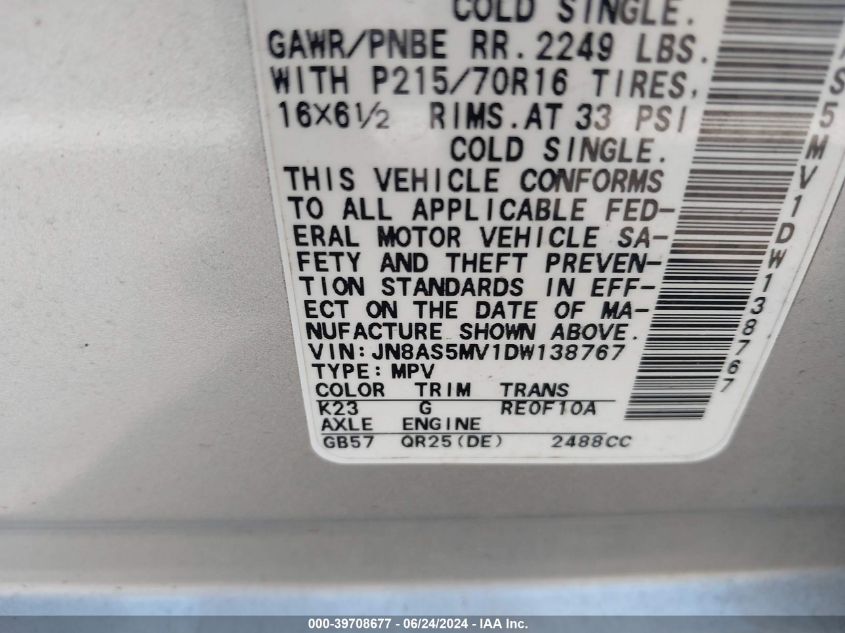 COLD SINGLE.
GAWR/PNBE RR. 2249 LBS.
WITH P215/70R16 TIRES,
16X6½ RIMS. AT 33 PSI
COLD SINGLE.
THIS VEHICLE CONFORMS
TO ALL APPLICABLE FED-
ERAL MOTOR VEHICLE SA-
FETY AND THEFT PREVEN-
TION STANDARDS IN EFF-
ECT ON THE DATE OF MA-
NUFACTURE SHOWN ABOVE.
VIN: JN8AS5MV1DW138767
TYPE: MPV
COLOR TRIM TRANS
K23 G RE0F10A
AXLE ENGINE
GB57 QR25(DE) 2488CC
S5MV1DW138767
000-39708677 - 06/24/2024 - IAA Inc.